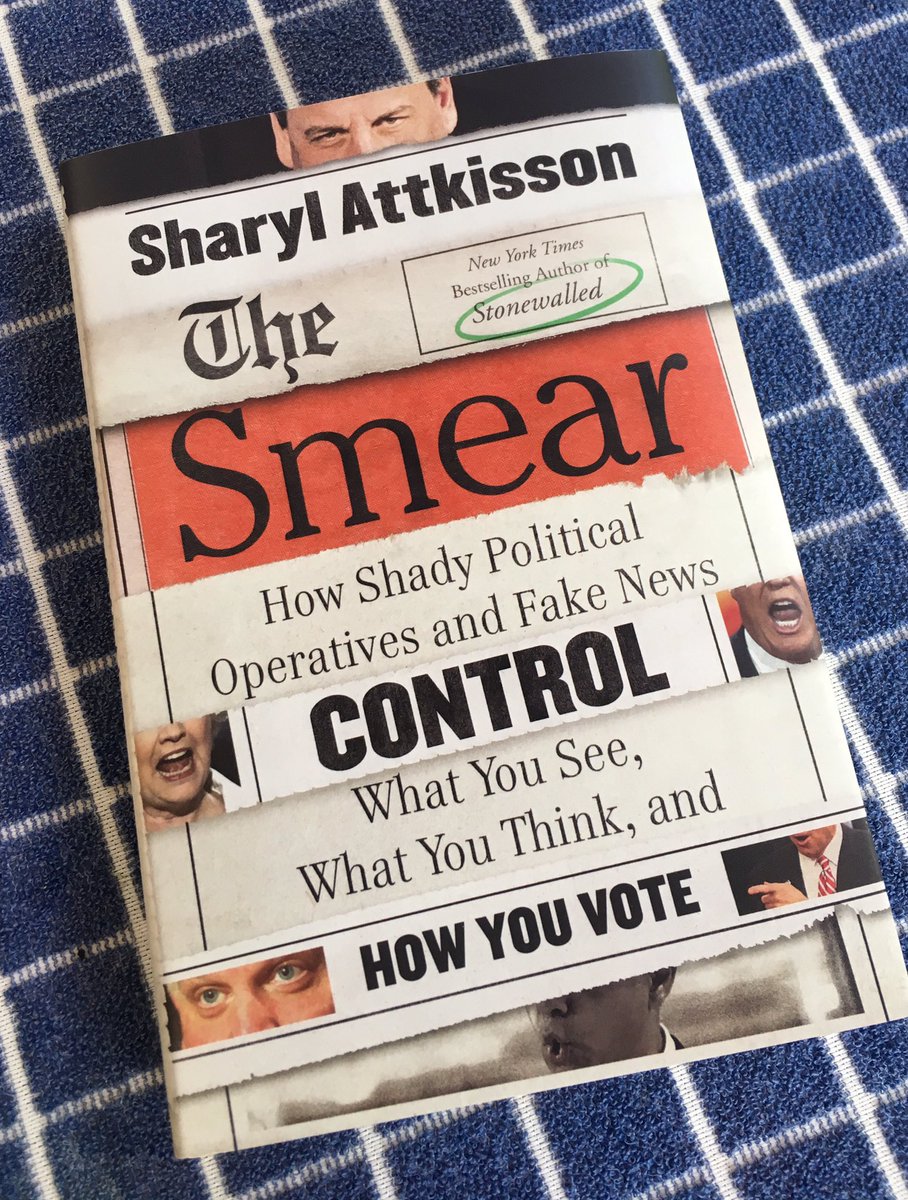 Sharyl Attkisson
The
New York Times
Bestselling Author of
Stonewalled
Smear
How Shady Political
Operatives and Fake News
CONTROL
What You See,
What You Think, and
HOW YOU VOTE